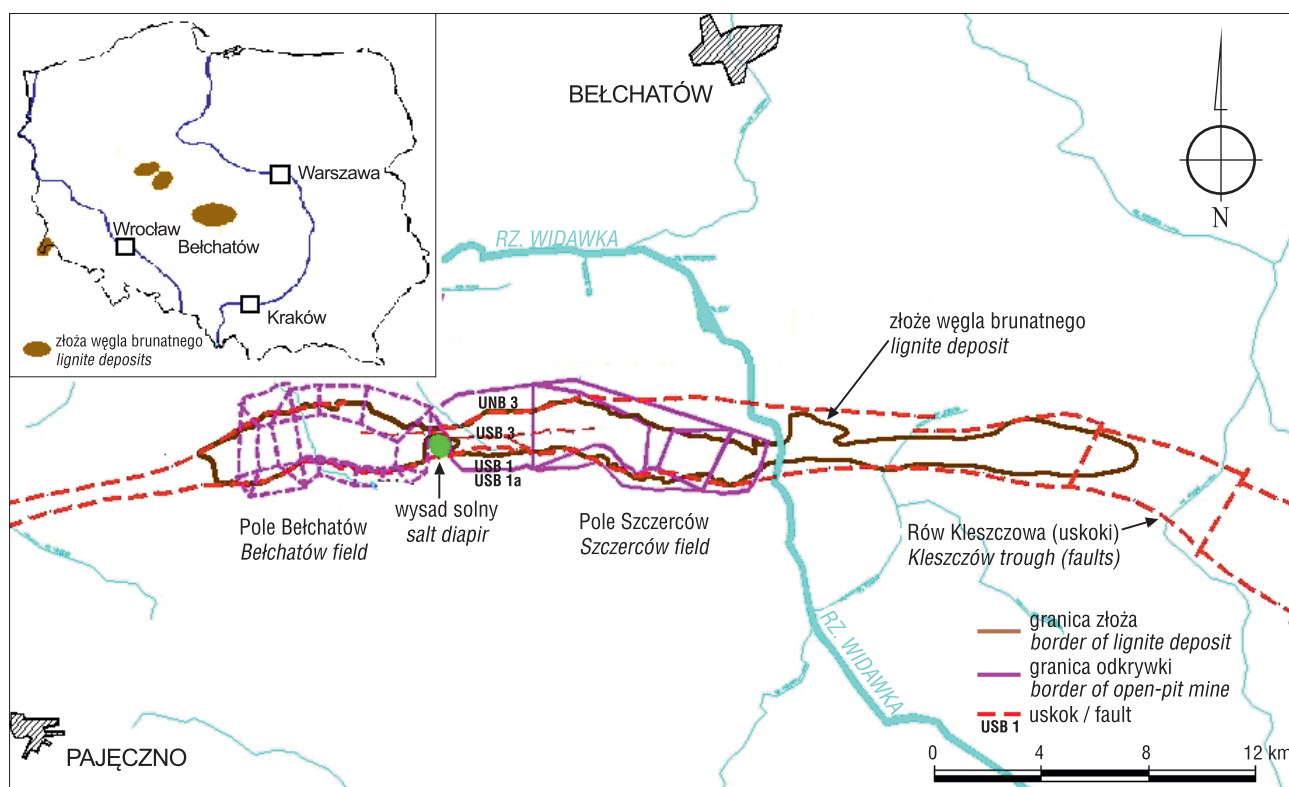 Warszawa
Wrocław
Bełchatów
Kraków
złoża węgla brunatnego
lignite deposits
BEŁCHATÓW
N
RZ. WIDAWKA
złoże węgla brunatnego
lignite deposit
UNB 3
USB 3
USB 1
USB 1a
Pole Bełchatów
Bełchatów field
wysad solny
salt diapir
Pole Szczerców
Szczerców field
Rów Kleszczowa (uskoki)
Kleszczów trough (faults)
RZ. WIDAWKA
PAJĘCZNO
granica złoża
border of lignite deposit
granica odkrywki
border of open-pit mine
uskok / fault
USB 1
0 4 8 12 km